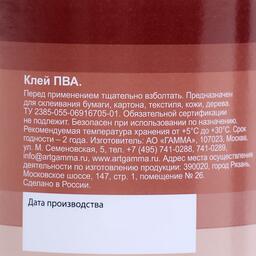 Клей ПВА.
Перед применением тщательно взболтать. Предназначен
для склеивания бумаги, картона, текстиля, кожи, дерева.
ТУ 2385-055-06916705-01. Обязательной сертификации
не подлежит. Безопасен при использовании по назначению.
Рекомендуемая температура хранения от +5°С до +30°С. Срок
годности – 2 года. Изготовитель: ОАО «ГАММА», 107023, Москва,
ул. М. Семеновская, 5, тел. +7 (495) 741-0288, 741-0289,
info@artgamma.ru, www.artgamma.ru. Адрес места осуществления
деятельности по изготовлению продукции: 390020, город Рязань,
Московское шоссе, 147, стр. 1, помещение № 26.
Сделано в России.
Дата производства